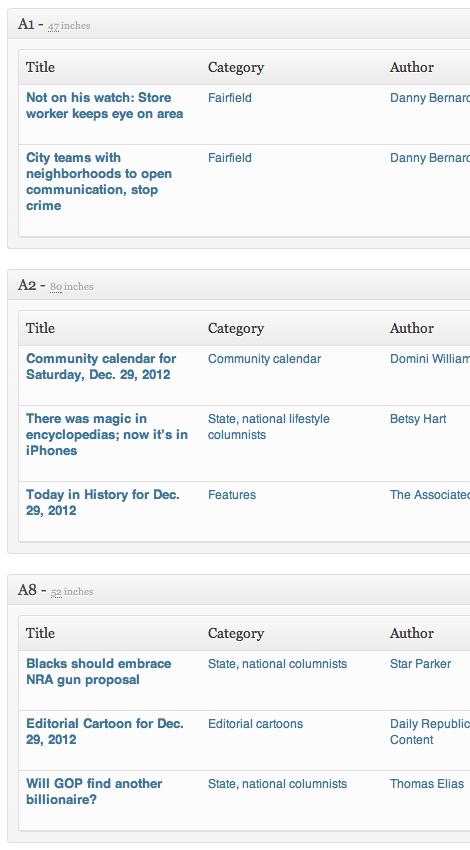 A1 - 47 inches
Title Category Author
Not on his watch: Store Fairfield Danny
worker keeps eye on area
City teams with Fairfield Danny
neighborhoods to open
communication, stop
crime
A2 - 80 inches
Title Category Author
Community calendar for Community calendar Domini
Saturday, Dec. 29, 2012
There was magic in State, national lifestyle Betsy Hart
encyclopedias; now it's in columnists
iPhones
Today in History for Dec. Features The
29, 2012
A8 - 52 inches
Title Category Author
Blacks should embrace State, national columnists Star Parker
NRA gun proposal
Editorial Cartoon for Dec. Editorial cartoons Daily Republic
29, 2012 Content
Will GOP find another State, national columnists Thomas Elias
billionaire?